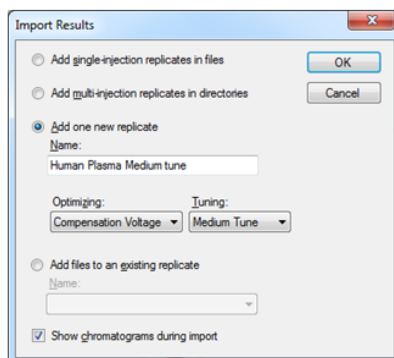 Import Results
Add single-injection replicates in files
OK
Add multi-injection replicates in directories
Cancel
Add one new replicate
Name:
Human Plasma Medium tune
Optimizing:
Tuning:
Compensation Voltage
Medium Tune
Add files to an existing replicate
Name:
Show chromatograms during import